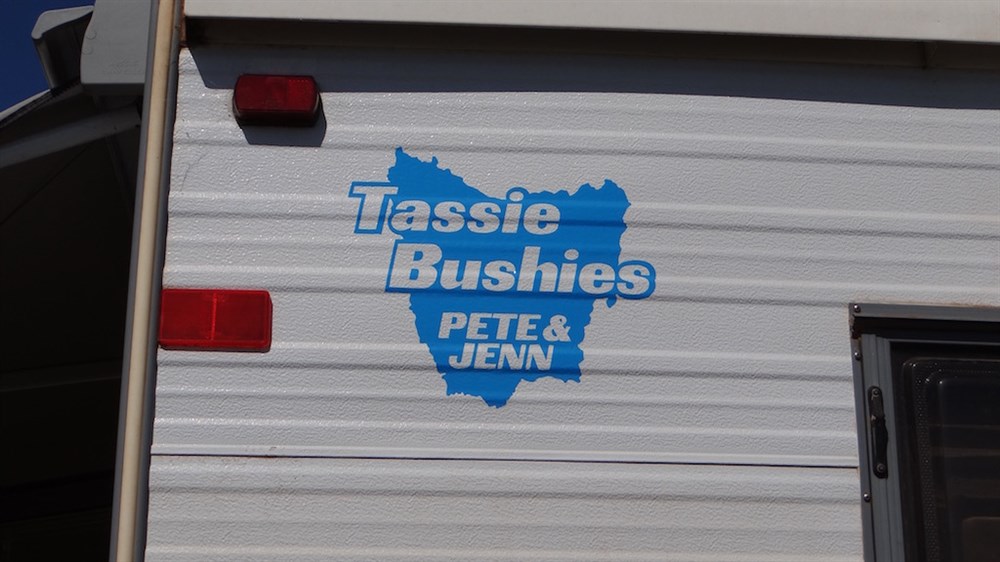 Tassie
Bushies
PETE &
JENN